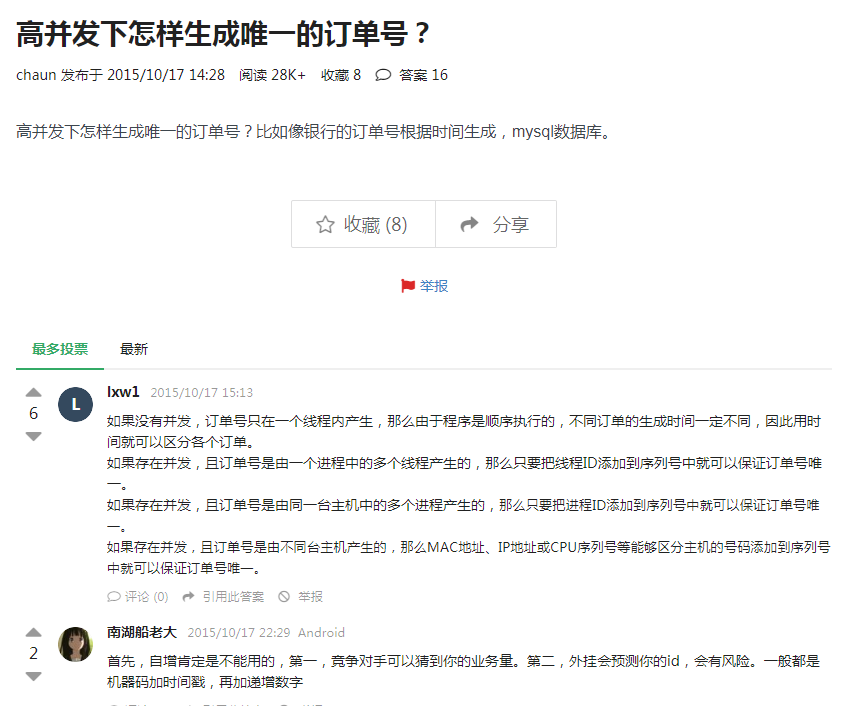 高并发下怎样生成唯一的订单号？
chaun 发布于 2015/10/17 14:28 阅读 28K+ 收藏 8 答案 16
高并发下怎样生成唯一的订单号？比如像银行的订单号根据时间生成，mysql数据库。
收藏 (8) 分享
举报
最多投票 最新
L lxw1 2015/10/17 15:13
6
如果没有并发，订单号只在一个线程内产生，那么由于程序是顺序执行的，不同订单的生成时间一定不同，因此用时
间就可以区分各个订单。
如果存在并发，且订单号是由一个进程中的多个线程产生的，那么只要把线程ID添加到序列号中就可以保证订单号唯
一。
如果存在并发，且订单号是由同一台主机中的多个进程产生的，那么只要把进程ID添加到序列号中就可以保证订单号唯
一。
如果存在并发，且订单号是由不同台主机产生的，那么MAC地址、IP地址或CPU序列号等能够区分主机的号码添加到序列号
中就可以保证订单号唯一。
评论 (0) 引用此答案 举报
南湖船老大 2015/10/17 22:29 Android
2
首先，自增肯定是不能用的，第一，竞争对手可以猜到你的业务量。第二，外挂会预测你的id，会有风险。一般都是
机器码加时间戳，再加递增数字